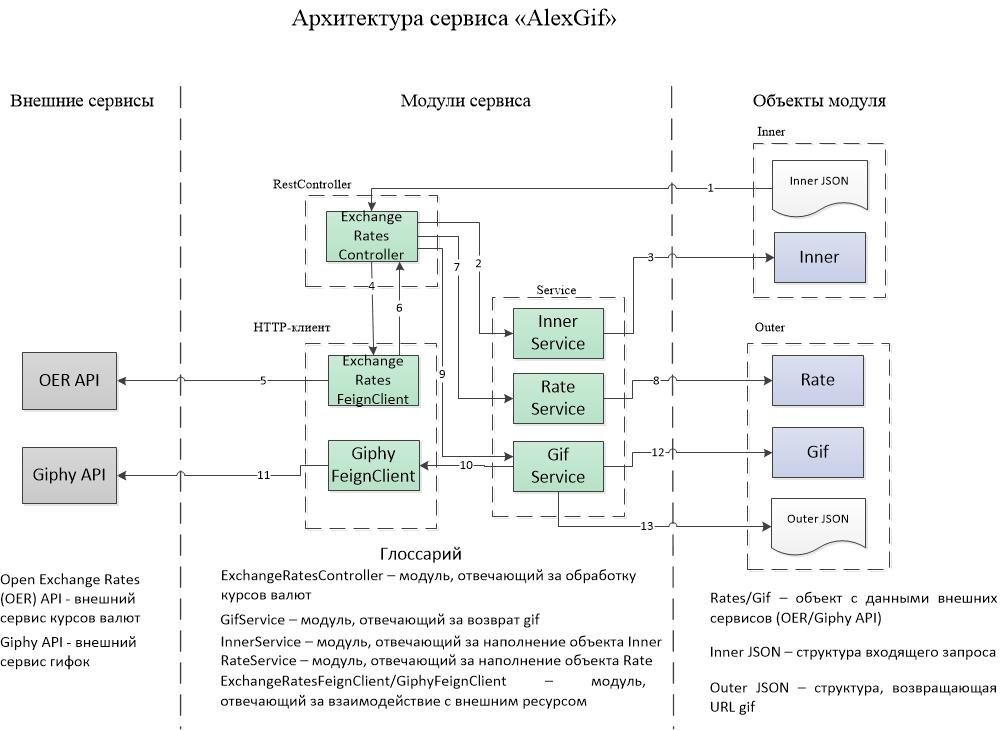 Архитектура сервиса «AlexGif»
Внешние сервисы
Модули сервиса
Объекты модуля
Inner
Inner JSON
1
RestController
Exchange
Rates
Controller
Inner
3
2
7
4
6
Service
Inner
Service
HTTP-клиент
Outer
Exchange
Rates
FeignClient
OER API
5
9
Rate
Service
8
Rate
Giphy
FeignClient
Gif
Service
12
Gif
10
Giphy API
11
Outer JSON
13
Глоссарий
Open Exchange Rates
(OER) API - внешний
сервис курсов валют
Giphy API - внешний
сервис гифок
ExchangeRatesController – модуль, отвечающий за обработку
курсов валют
GifService – модуль, отвечающий за возврат gif
InnerService – модуль, отвечающий за наполнение объекта Inner
RateService – модуль, отвечающий за наполнение объекта Rate
ExchangeRatesFeignClient/GiphyFeignClient – модуль,
отвечающий за взаимодействие с внешним ресурсом
Rates/Gif – объект с данными внешних
сервисов (OER/Giphy API)
Inner JSON – структура входящего запроса
Outer JSON – структура, возвращающая
URL gif